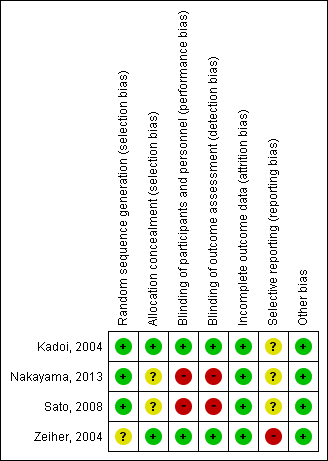 Random sequence generation (selection bias)
Allocation concealment (selection bias)
Blinding of participants and personnel (performance bias)
Blinding of outcome assessment (detection bias)
Incomplete outcome data (attrition bias)
Selective reporting (reporting bias)
Other bias
Kadoi, 2004 + + + + + ? +
Nakayama, 2013 + ? - - + ? +
Sato, 2008 + ? - - + ? +
Zeiher, 2004 ? + + + + - +